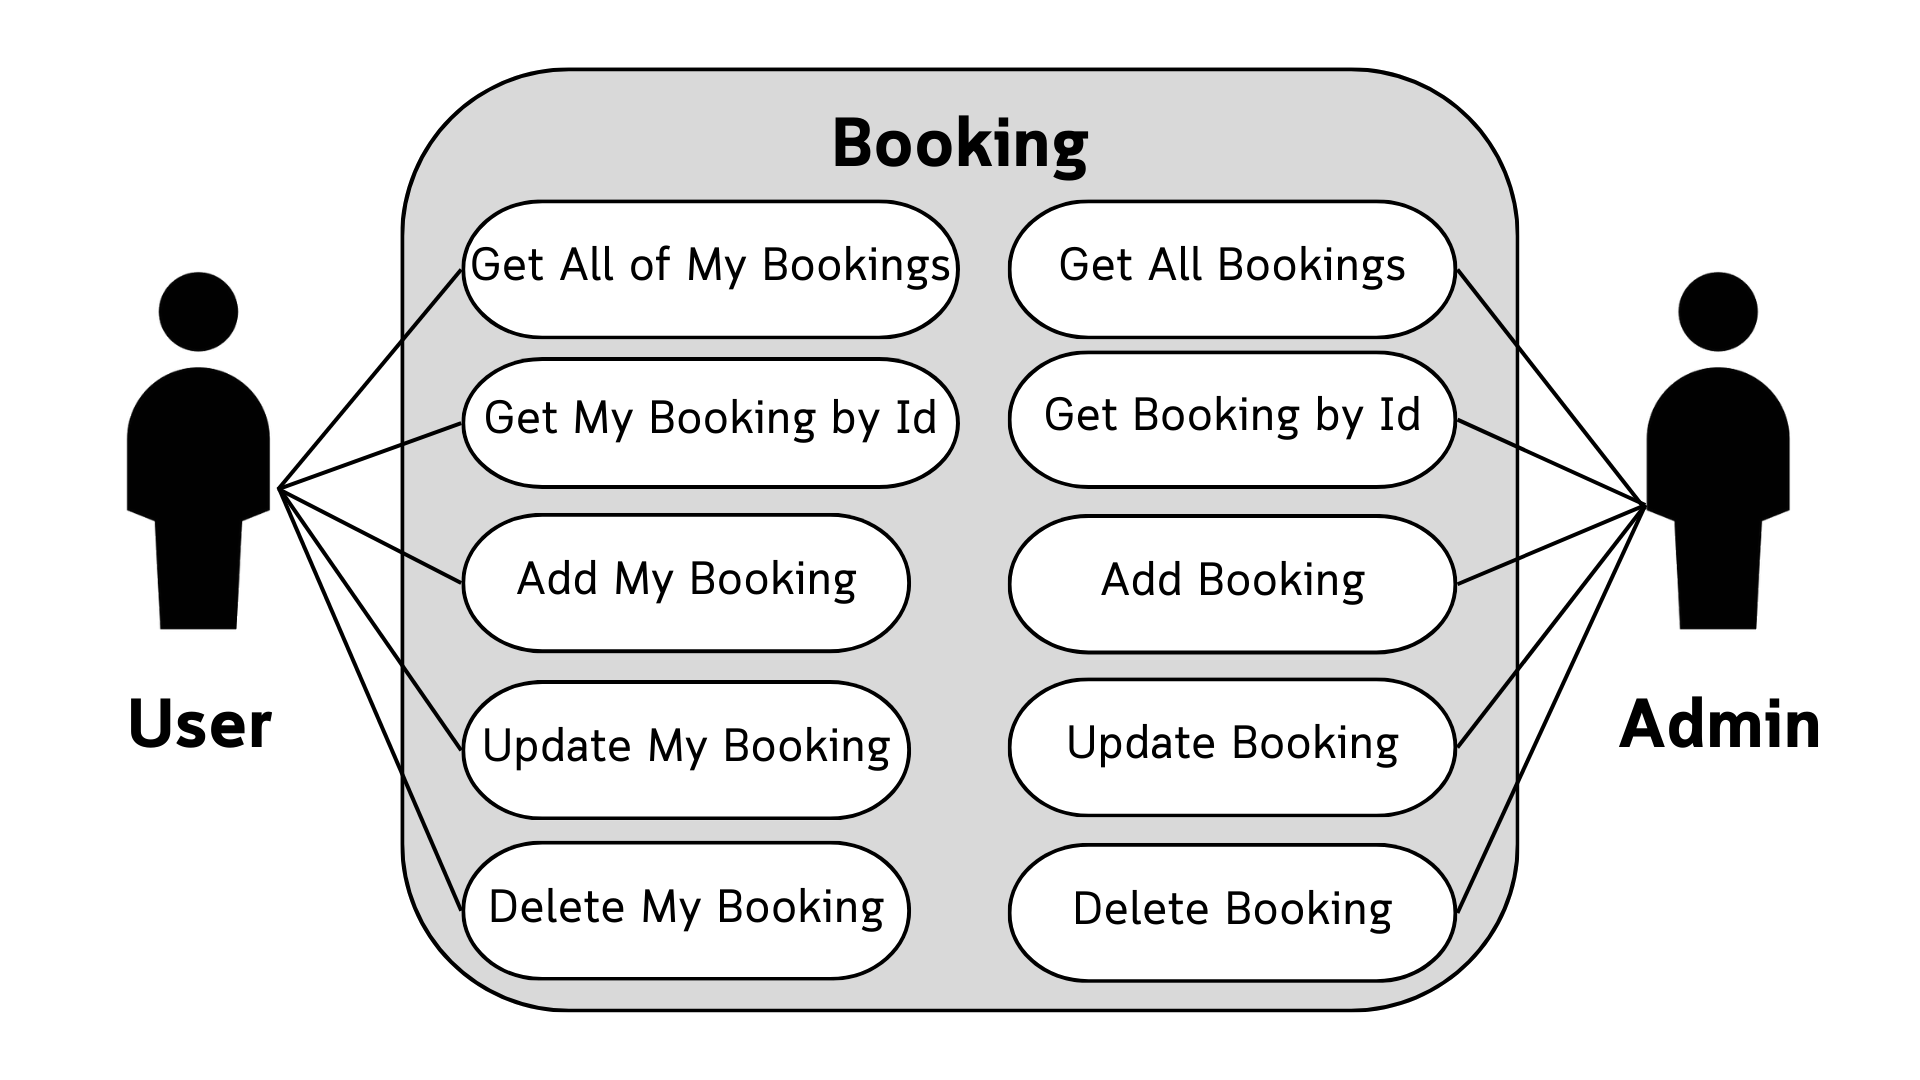 Booking
Get All of My Bookings
Get All Bookings
Get My Booking by Id
Get Booking by Id
Add My Booking
Add Booking
Update My Booking
Update Booking
Delete My Booking
Delete Booking
User
Admin